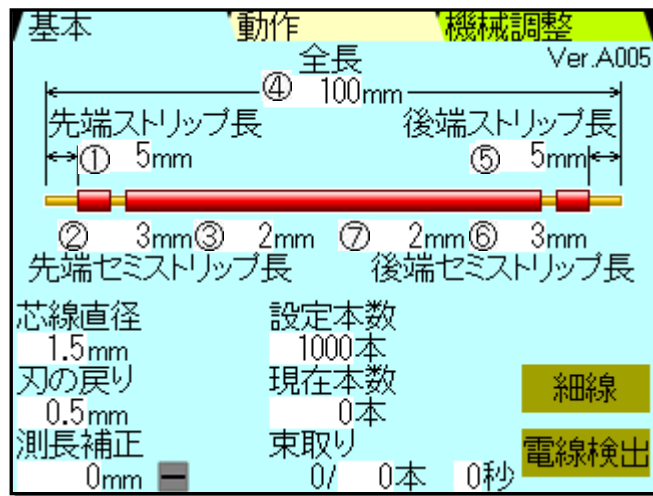 基本 動作 機械調整
全長 Ver.A005
④ 100mm
先端ストリップ長 後端ストリップ長
① 5mm ⑤ 5mm
② 3mm ③ 2mm ⑦ 2mm ⑥ 3mm
先端セミストリップ長 後端セミストリップ長
芯線直径 設定本数
1.5mm 1000本
刃の戻り 現在本数 細線
0.5mm 0本
測長補正 束取り 電線検出
0mm ー 0/ 0本 0秒